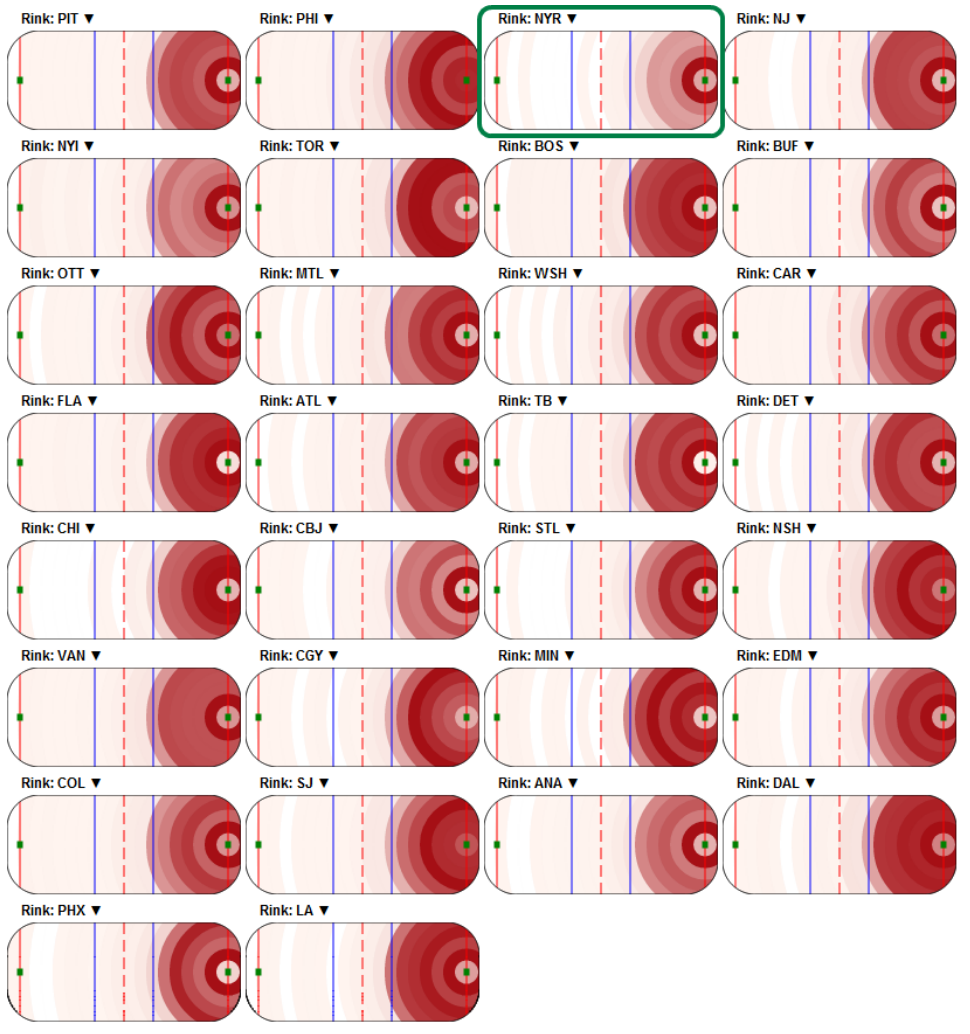 Rink: PIT ▼ Rink: PHI ▼ Rink: NYR ▼ Rink: NJ ▼
Rink: NYI ▼ Rink: TOR ▼ Rink: BOS ▼ Rink: BUF ▼
Rink: OTT ▼ Rink: MTL ▼ Rink: WSH ▼ Rink: CAR ▼
Rink: FLA ▼ Rink: ATL ▼ Rink: TB ▼ Rink: DET ▼
Rink: CHI ▼ Rink: CBJ ▼ Rink: STL ▼ Rink: NSH ▼
Rink: VAN ▼ Rink: CGY ▼ Rink: MIN ▼ Rink: EDM ▼
Rink: COL ▼ Rink: SJ ▼ Rink: ANA ▼ Rink: DAL ▼
Rink: PHX ▼ Rink: LA ▼